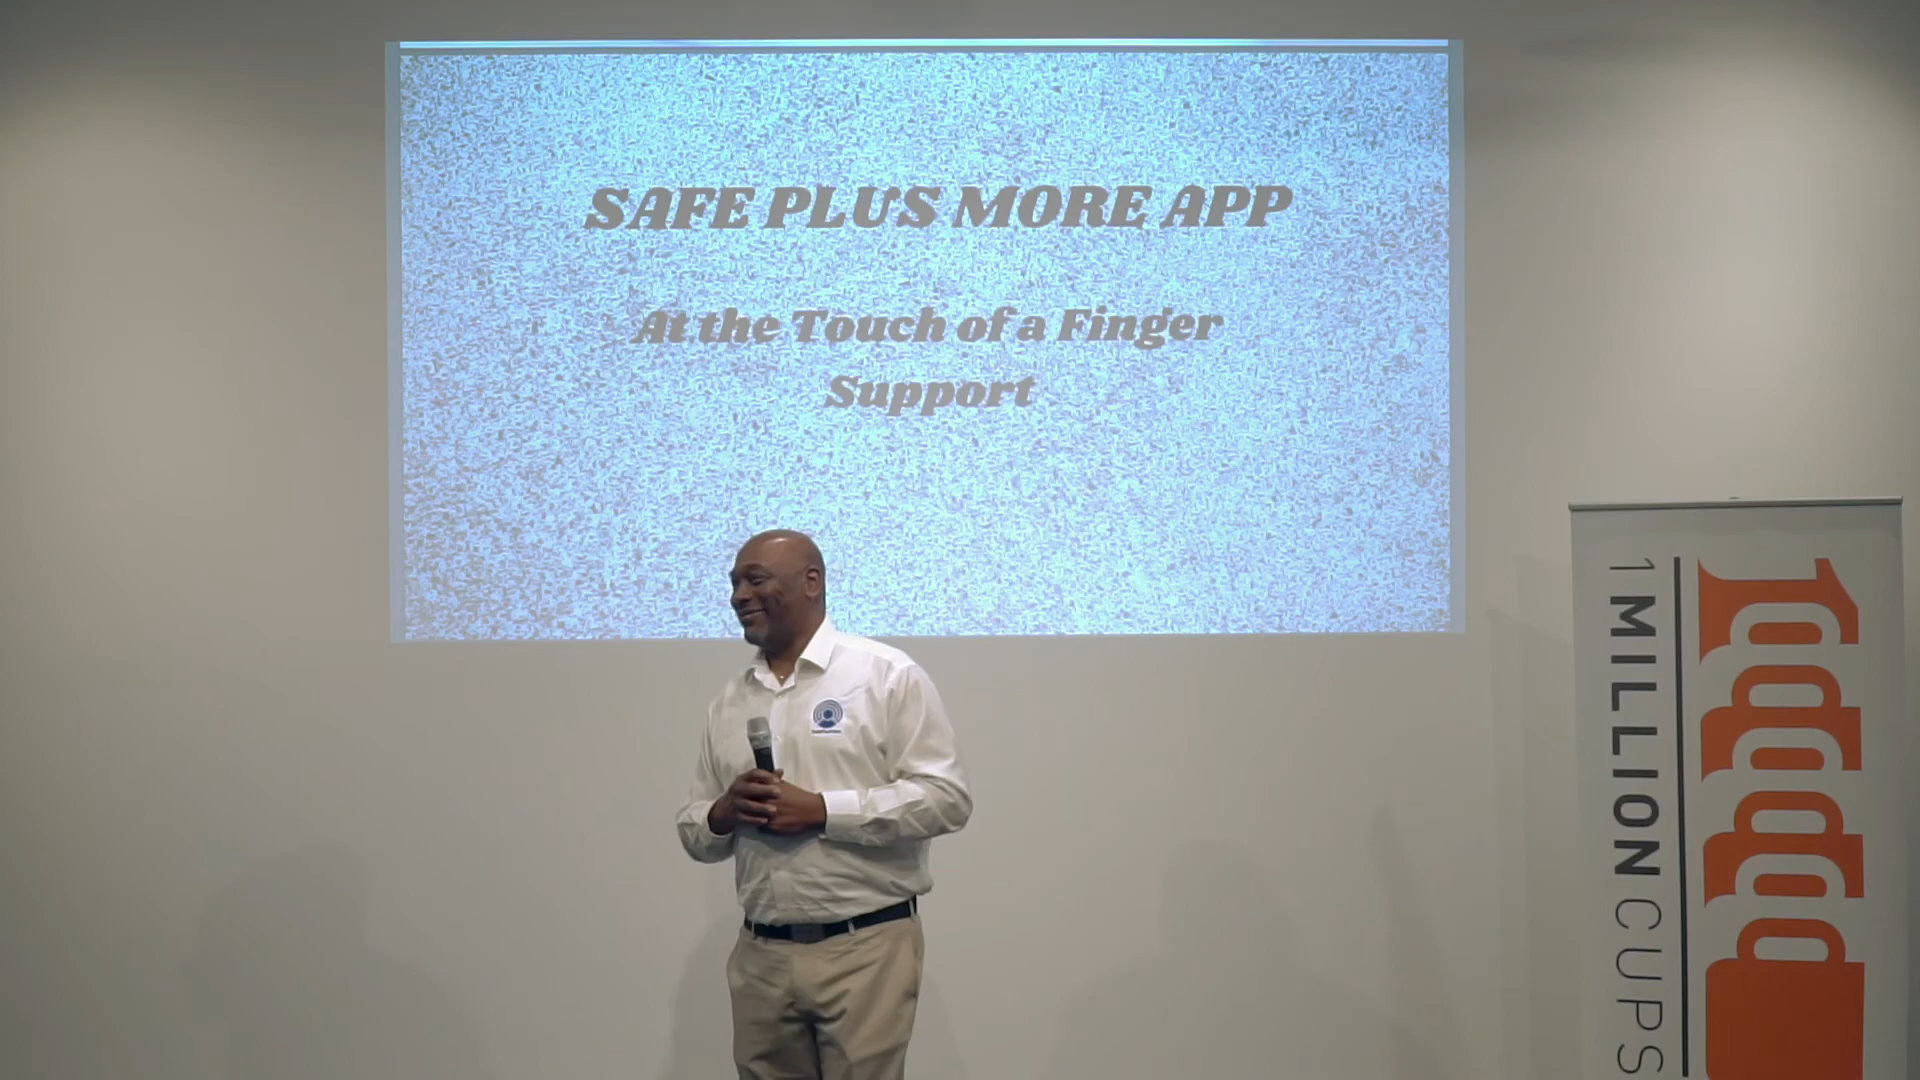 SAFE PLUS MORE APP
At the Touch of a Finger
Support
1 MILLION CUPS